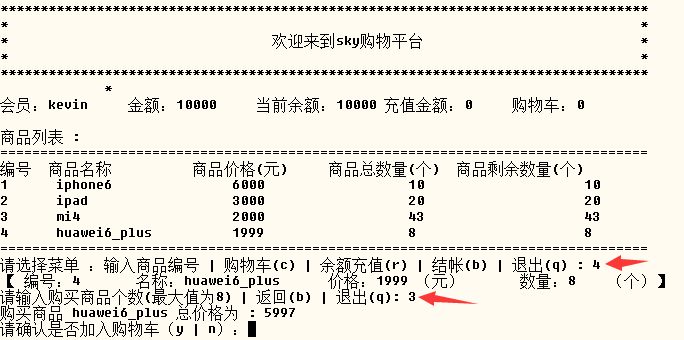 ********************************************************************************
*                                                                              *
*                                 欢迎来到sky购物平台                                 *
*                                                                              *
********************************************************************************
*
会员：kevin     金额：10000     当前余额：10000 充值金额：0     购物车：0
商品列表 :
================================================================================
编号  商品名称          商品价格(元)     商品总数量(个)  商品剩余数量(个)
1      iphone6               6000                  10                    10
2      ipad                  3000                  20                    20
3      mi4                   2000                  43                    43
4      huawei6_plus          1999                  8                     8
================================================================================
请选择菜单 ：输入商品编号 | 购物车(c) | 余额充值(r) | 结帐(b) | 退出(q) : 4
【 编号：4      名称：huawei6_plus      价格：1999 （元）       数量：8    （个）】
请输入购买商品个数(最大值为8) | 返回(b) | 退出(q): 3
购买商品 huawei6_plus 总价格为 : 5997
请确认是否加入购物车（y | n）：